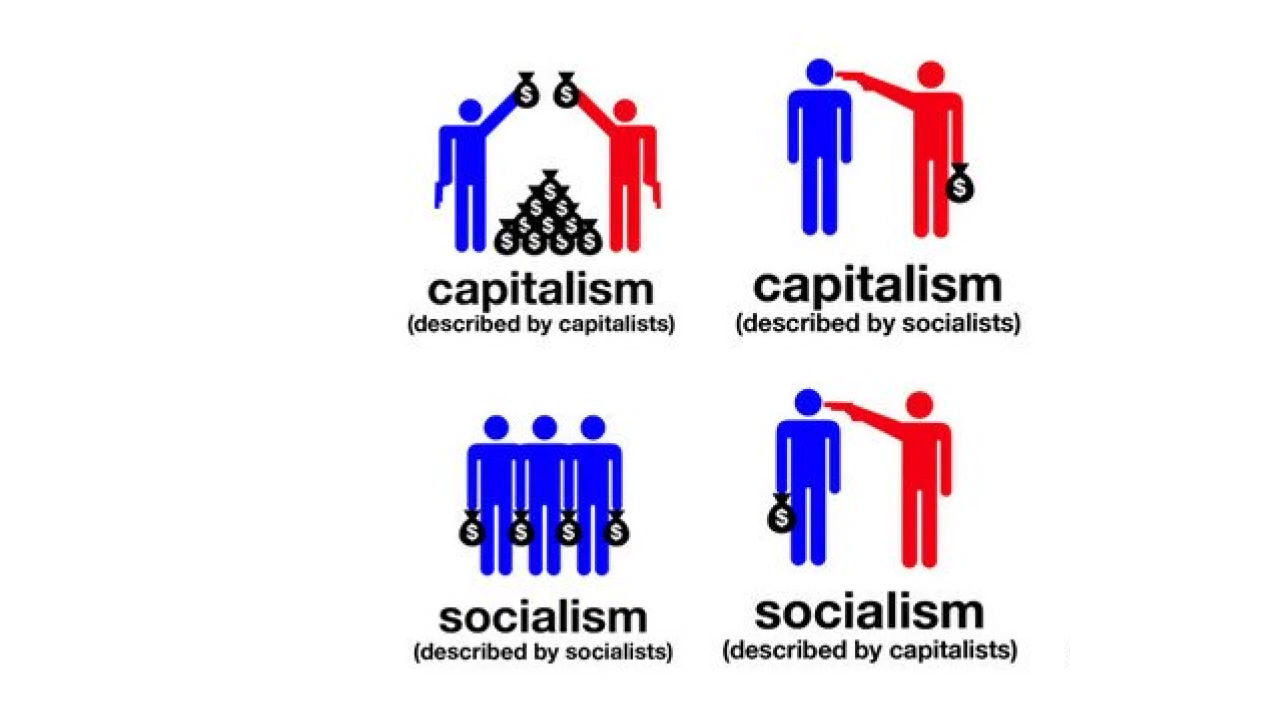 capitalism
(described by capitalists)
capitalism
(described by socialists)
socialism
(described by socialists)
socialism
(described by capitalists)
$ $
$
$ $
$ $ $
$ $ $ $
$
$ $ $ $
$